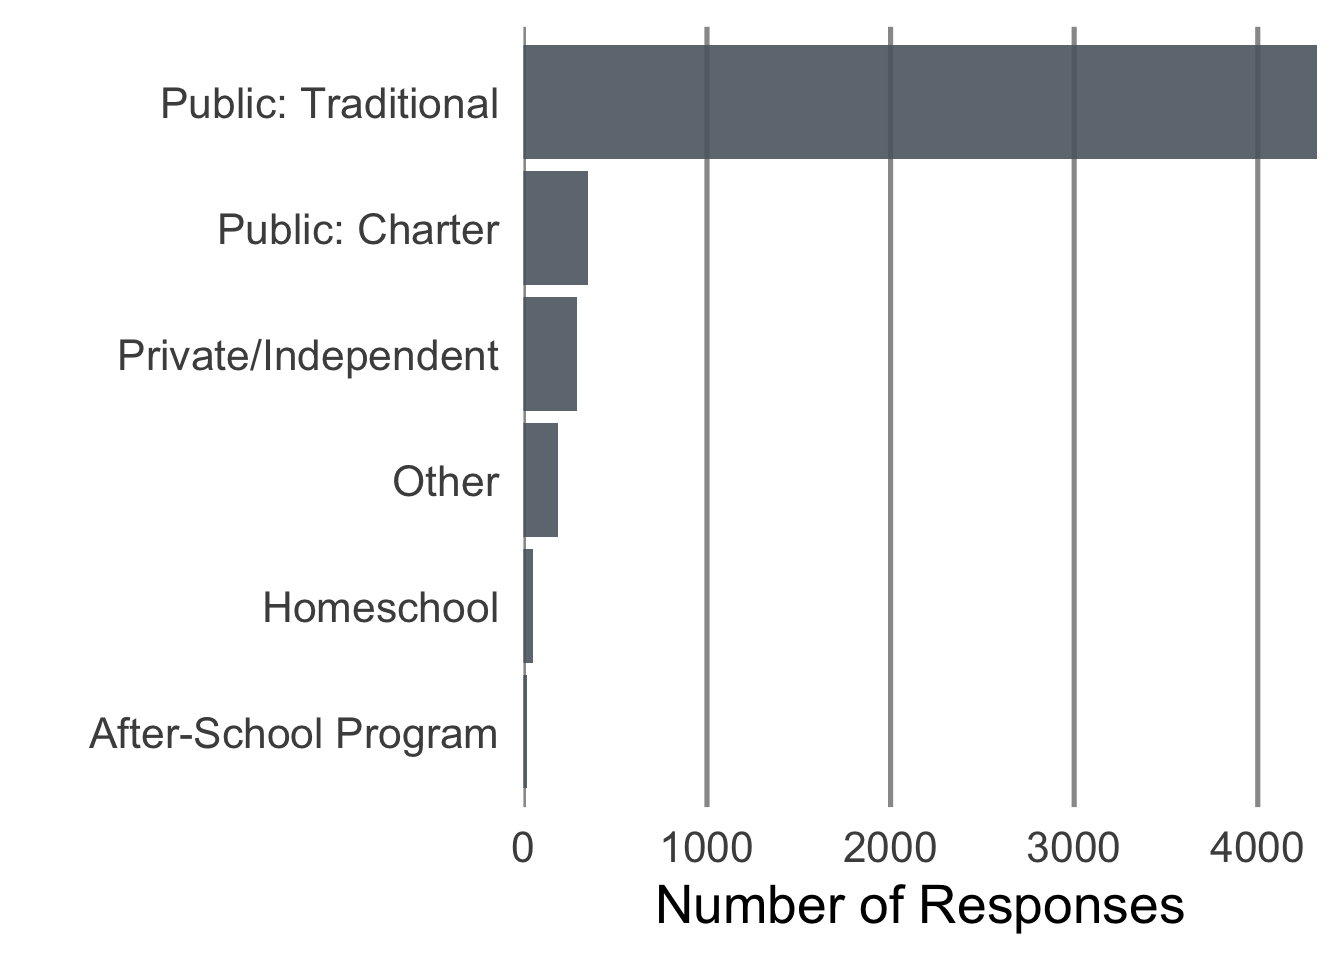 Public: Traditional
Public: Charter
Private/Independent
Other
Homeschool
After-School Program
0 1000 2000 3000 4000
Number of Responses